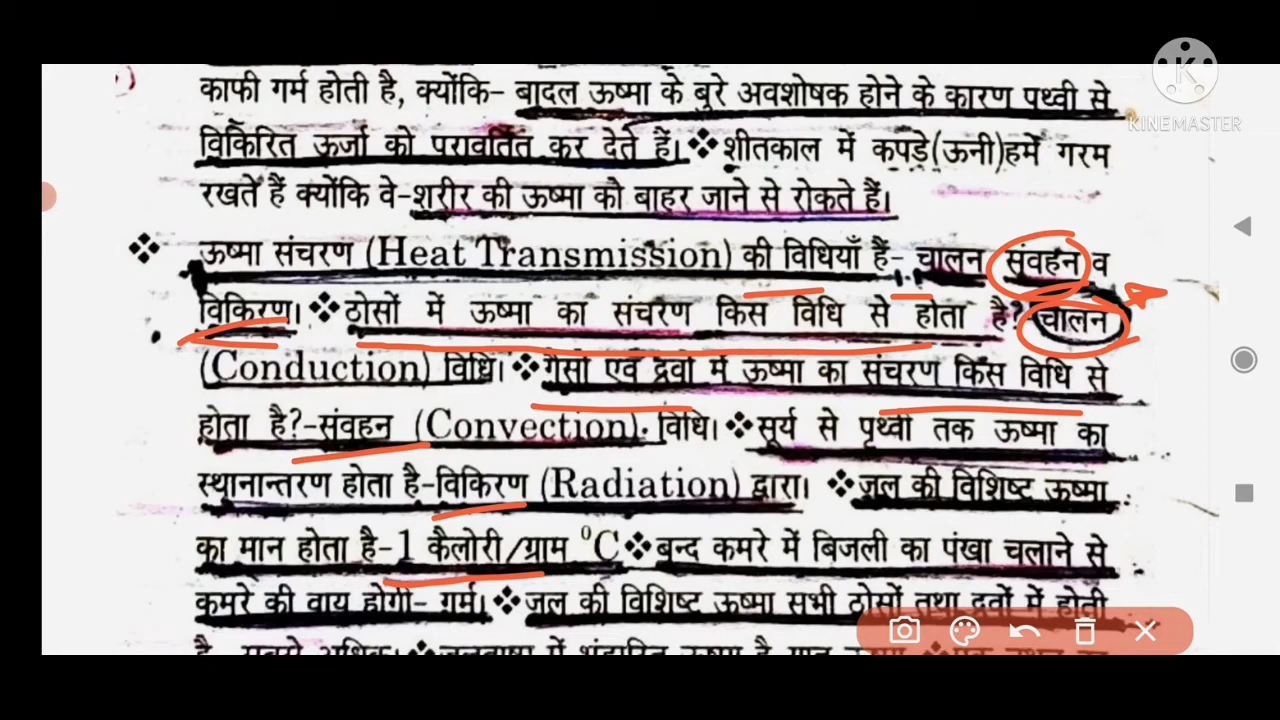 काफी गर्म होती है, क्योंकि- बादल ऊष्मा के बुरे अवशोषक होने के कारण पृथ्वी से
KINEMASTER
विकिरित ऊर्जा को परावर्तित कर देते हैं। ❖ शीतकाल में कपड़े(ऊनी)हमें गरम
रखते हैं क्योंकि वे-शरीर की ऊष्मा को बाहर जाने से रोकते हैं।
❖ ऊष्मा संचरण (Heat Transmission) की विधियाँ हैं- चालन संवहन व
विकिरण। ❖ ठोसों में ऊष्मा का संचरण किस विधि से होता है? चालन
(Conduction) विधि। ❖ गैसों एवं द्रवों में ऊष्मा का संचरण किस विधि से
होता है?-संवहन (Convection). विधि। ❖ सूर्य से पृथ्वी तक ऊष्मा का
स्थानान्तरण होता है-विकिरण (Radiation) द्वारा। ❖ जल की विशिष्ट ऊष्मा
का मान होता है-1 कैलोरी/ग्राम ⁰C ❖ बन्द कमरे में बिजली का पंखा चलाने से
कमरे की वायु होगी- गर्म। ❖ जल की विशिष्ट ऊष्मा सभी ठोसों तथा द्रवों में होती
है